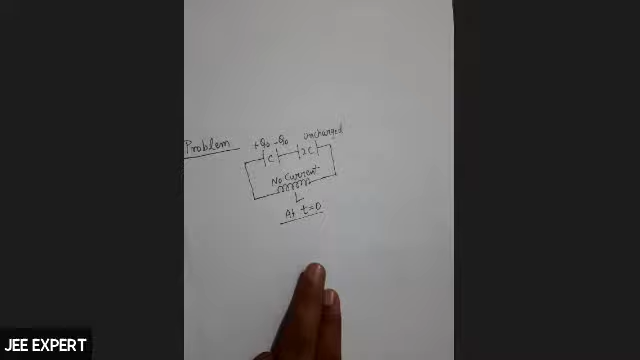 Problem
+Q₀ -Q₀ Uncharged
C 2C
No Current
L
At t=0
JEE EXPERT